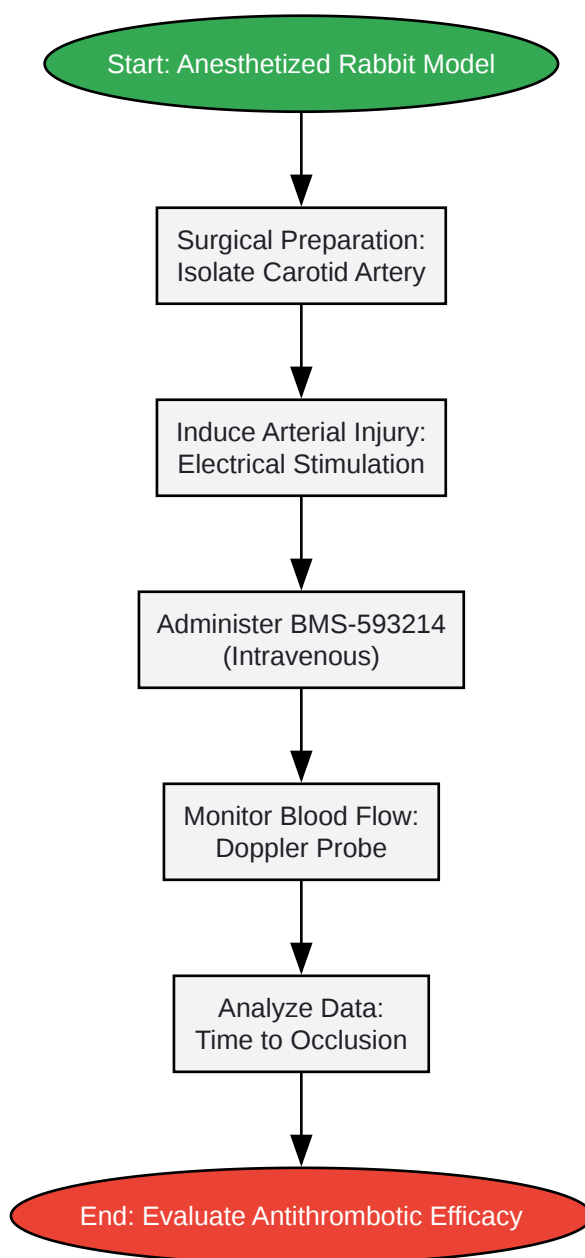 Start: Anesthetized Rabbit Model
Surgical Preparation:
Isolate Carotid Artery
Induce Arterial Injury:
Electrical Stimulation
Administer BMS-593214
(Intravenous)
Monitor Blood Flow:
Doppler Probe
Analyze Data:
Time to Occlusion
End: Evaluate Antithrombotic Efficacy